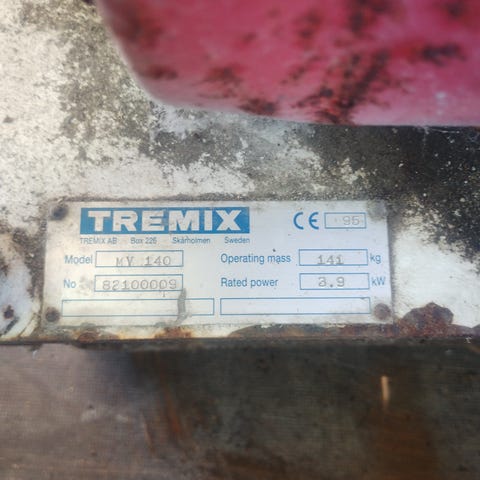 TREMIX CE 95
TREMIX AB Box 226 Skärholmen Sweden
Model MV 140 Operating mass 141 kg
No 82100009 Rated power 3.9 kW